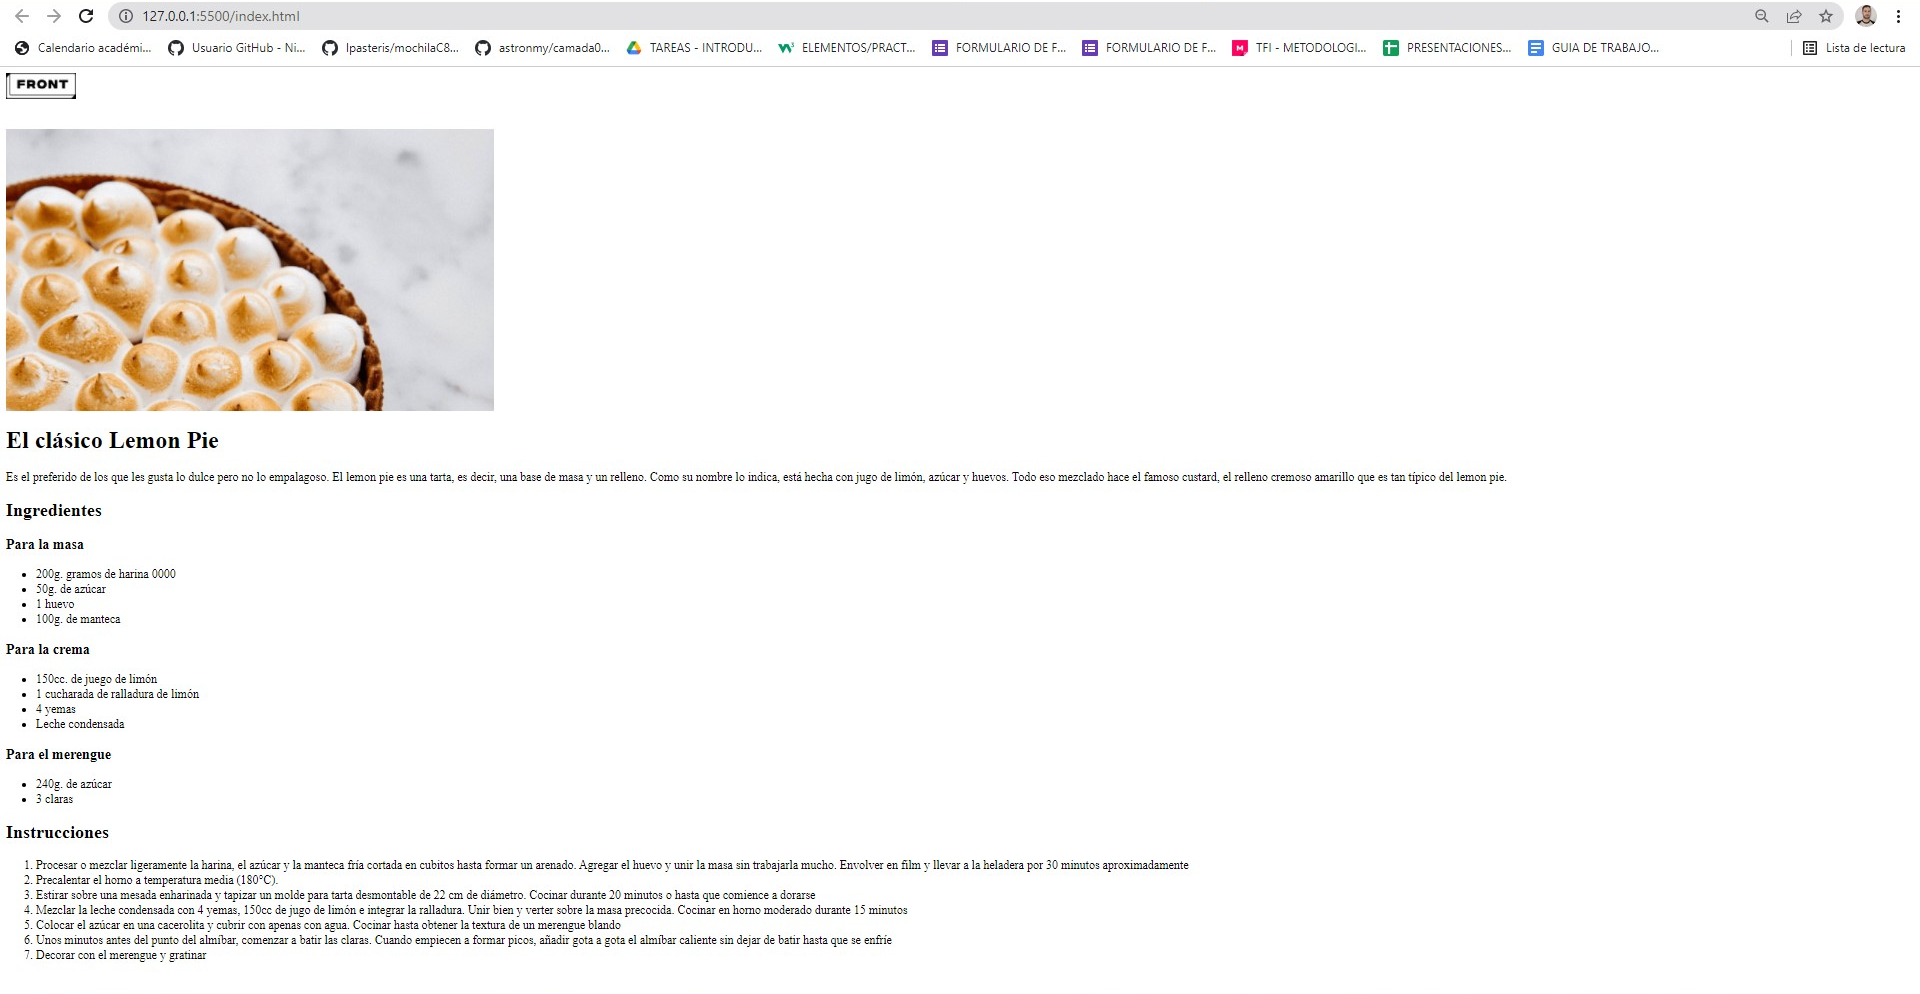 127.0.0.1:5500/index.html
Calendario académi... Usuario GitHub - Ni... lpasteris/mochilaC8... astronmy/camada0... TAREAS - INTRODU... ELEMENTOS/PRACT... FORMULARIO DE F... FORMULARIO DE F... TFI - METODOLOGI... PRESENTACIONES... GUIA DE TRABAJO... Lista de lectura
FRONT
El clásico Lemon Pie
Es el preferido de los que les gusta lo dulce pero no lo empalagoso. El lemon pie es una tarta, es decir, una base de masa y un relleno. Como su nombre lo indica, está hecha con jugo de limón, azúcar y huevos. Todo eso mezclado hace el famoso custard, el relleno cremoso amarillo que es tan típico del lemon pie.
Ingredientes
Para la masa
• 200g. gramos de harina 0000
• 50g. de azúcar
• 1 huevo
• 100g. de manteca
Para la crema
• 150cc. de juego de limón
• 1 cucharada de ralladura de limón
• 4 yemas
• Leche condensada
Para el merengue
• 240g. de azúcar
• 3 claras
Instrucciones
1. Procesar o mezclar ligeramente la harina, el azúcar y la manteca fría cortada en cubitos hasta formar un arenado. Agregar el huevo y unir la masa sin trabajarla mucho. Envolver en film y llevar a la heladera por 30 minutos aproximadamente
2. Precalentar el horno a temperatura media (180°C).
3. Estirar sobre una mesada enharinada y tapizar un molde para tarta desmontable de 22 cm de diámetro. Cocinar durante 20 minutos o hasta que comience a dorarse
4. Mezclar la leche condensada con 4 yemas, 150cc de jugo de limón e integrar la ralladura. Unir bien y verter sobre la masa precocida. Cocinar en horno moderado durante 15 minutos
5. Colocar el azúcar en una cacerolita y cubrir con apenas con agua. Cocinar hasta obtener la textura de un merengue blando
6. Unos minutos antes del punto del almíbar, comenzar a batir las claras. Cuando empiecen a formar picos, añadir gota a gota el almíbar caliente sin dejar de batir hasta que se enfríe
7. Decorar con el merengue y gratinar